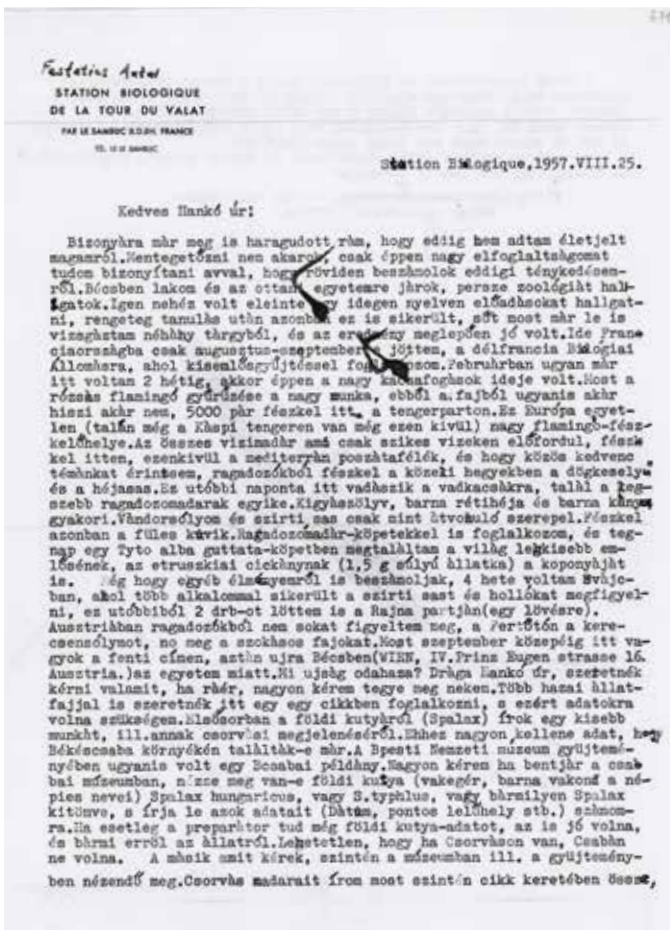 Festetics Antal
STATION BIOLOGIQUE
DE LA TOUR DU VALAT
PAR LE SAMBUC B.D.RH. FRANCE
Station Biologique,1957.VIII.25.
Kedves Hankó úr!
Bizonyára már meg is haragudott rám, hogy eddig nem adtam életjelt
magamról.Mentegetőzni nem akarok, csak éppen nagy elfoglaltságomat
tudom bizonyítani avval, hogy röviden beszámolok eddigi ténykedésem-
ről.Bécsben lakom és az ottani egyetemre járok, persze zoológiát hall-
gatok.Igen nehéz volt eleinte egy idegen nyelven előadásokat hallgat-
ni, rengeteg tanulás után azonban ez is sikerült, sőt most már le is
vizsgáztam néhány tárgyból, és az eredmény meglepően jó volt.Ide Fran-
ciaországba csak augusztus-szeptemberre jöttem, a délfrancia Biológiai
Állomásra, ahol kisemlősgyüjtéssel foglalkozom.Februárban ugyan már
itt voltam 2 hétig, akkor éppen a nagy kacsafogások ideje volt.Most a
rózsás flamingó gyürüzése a nagy munka, ebből a fajból ugyanis akár
hiszi akár nem, 5000 pár fészkel itt a tengerparton.Ez Európa egyet-
len (talán még a Káspi tengeren van még ezen kivül) nagy flamingó-fész-
kelőhelye.Az összes vizimadár ami csak szikes vizeken előfordul, fész-
kel itten, ezenkivül a mediterrán poszátafélék, és hogy közös kedvenc
témánkat érintsem, ragadozókból fészkel a közeli hegyekben a dögkesely-
és a héjasas.Ez utóbbi naponta itt vadászik a vadkacsákra, talán a leg-
szebb ragadozómadarak egyike.Kigyászölyv, barna rétihéja és barna kánya
gyakori.Vándorsólyom és szirti sas csak mint átvonuló szerepel.Fészkel
azonban a füles kuvik.Ragadozómadár-köpetekkel is foglalkozom, és teg-
nap egy Tyto alba guttata-köpetben megtaláltam a világ legkisebb em-
lősének, az etruszkiai cickánynak (1,5 g súlyú állatka) a koponyáját
is. Még hogy egyéb élményemről is beszámoljak, 4 hete voltam Svájc-
ban, ahol több alkalommal sikerült a szirti sast és hollókat megfigyel-
ni, ez utóbbiból 2 drb-ot lőttem is a Rajna partján(egy lövésre).
Ausztriában ragadozókból nem sokat figyeltem meg, a Fertőtón a kere-
csensólymot, no meg a szokásos fajokat.Most szeptember közepéig itt va-
gyok a fenti címen, aztán ujra Bécsben(WIEN, IV.Prinz Eugen strasse 16.
Ausztria.)az egyetem miatt.Mi ujság odahaza? Drága Hankó úr, szeretnék
kérni valamit, ha ráér, nagyon kérem tegye meg nekem.Több hazai állat-
fajjal is szeretnék itt egy egy cikkben foglalkozni, s ezért adatokra
volna szükségem.Elsősorban a földi kutyáról (Spalax) írok egy kisebb
munkát, ill.annak csorvási megjelenéséről.Ehhez nagyon kellene adat, hogy
Békéscsaba környékén találták-e már.A Bpesti Nemzeti múzeum gyüjtemé-
nyében ugyanis volt egy Bcsabai példány.Nagyon kérem ha bentjár a csa-
bai múzeumban, nézze meg van-e földi kutya (vakegér, barna vakond a né-
pies nevei) Spalax hungaricus, vagy S.typhlus, vagy bármilyen Spalax
kitömve, s írja le azok adatait (Dátum, pontos lelőhely stb.) számom-
ra.Ha esetleg a preparátor tud még földi kutya-adatot, az is jó volna,
és bármi erről az állatról.Lehetetlen, hogy ha Csorváson van, Csabán
ne volna. A másik amit kérek, szintén a múzeumban ill. a gyüjtemény-
ben nézendő meg.Csorvás madarait írom most szintén cikk keretében össze,